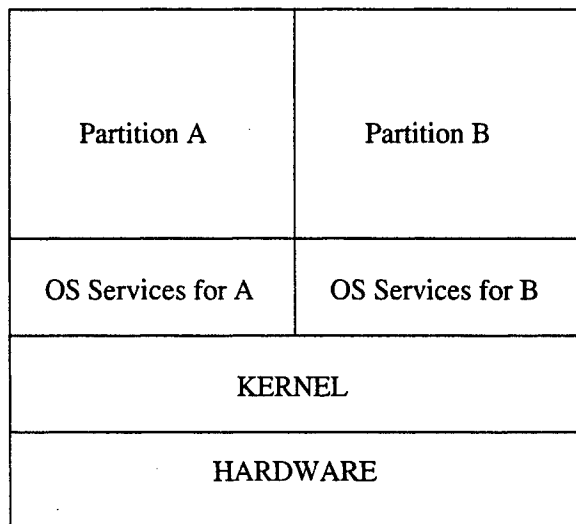 Partition A
Partition B
OS Services for A
OS Services for B
KERNEL
HARDWARE